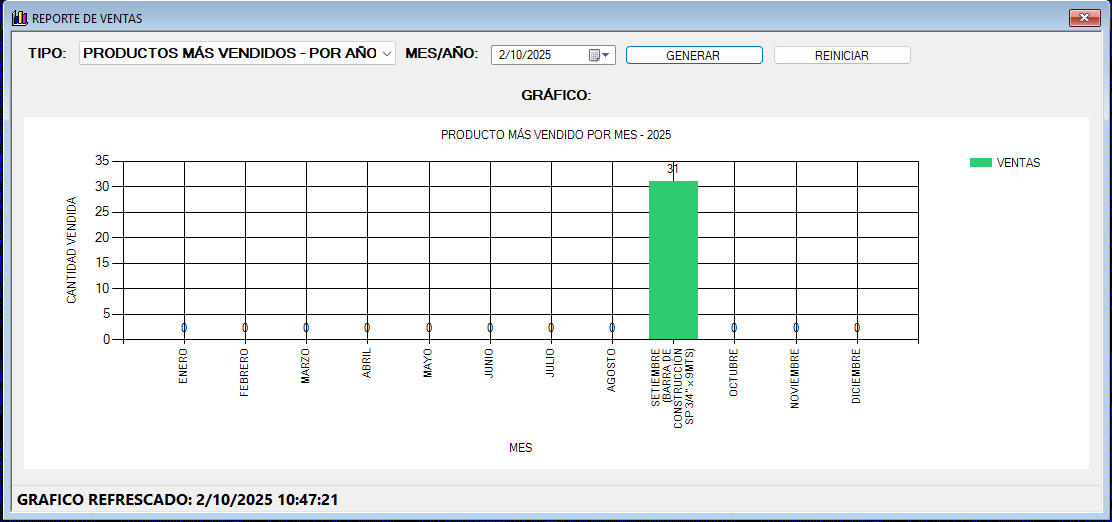 REPORTE DE VENTAS
TIPO: PRODUCTOS MÁS VENDIDOS - POR AÑO MES/AÑO: 2/10/2025 GENERAR REINICIAR
GRÁFICO:
PRODUCTO MÁS VENDIDO POR MES - 2025
VENTAS
CANTIDAD VENDIDA
35
30
25
20
15
10
5
0
0 0 0 0 0 0 0 0 31 0 0 0
ENERO
FEBRERO
MARZO
ABRIL
MAYO
JUNIO
JULIO
AGOSTO
SETIEMBRE
(BARRA DE
CONSTRUCCIÓN
SP 3/4" x 9MTS)
OCTUBRE
NOVIEMBRE
DICIEMBRE
MES
GRAFICO REFRESCADO: 2/10/2025 10:47:21